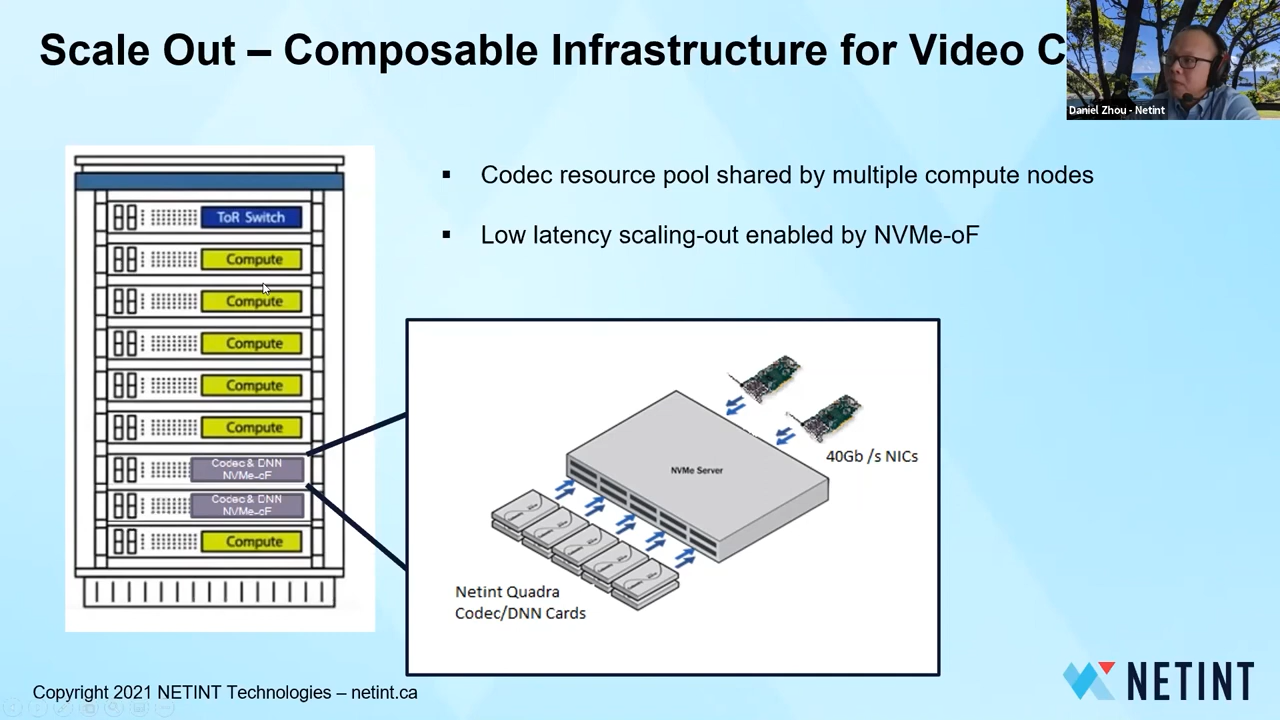 Scale Out – Composable Infrastructure for Video C
Daniel Zhou - Netint
▪ Codec resource pool shared by multiple compute nodes
▪ Low latency scaling-out enabled by NVMe-oF
ToR Switch
Compute
Compute
Compute
Compute
Compute
Codec & DNN
NVMe-oF
Codec & DNN
NVMe-oF
Compute
NVMe Server
40Gb /s NICs
Netint Quadra
Codec/DNN Cards
Copyright 2021 NETINT Technologies – netint.ca
NETINT